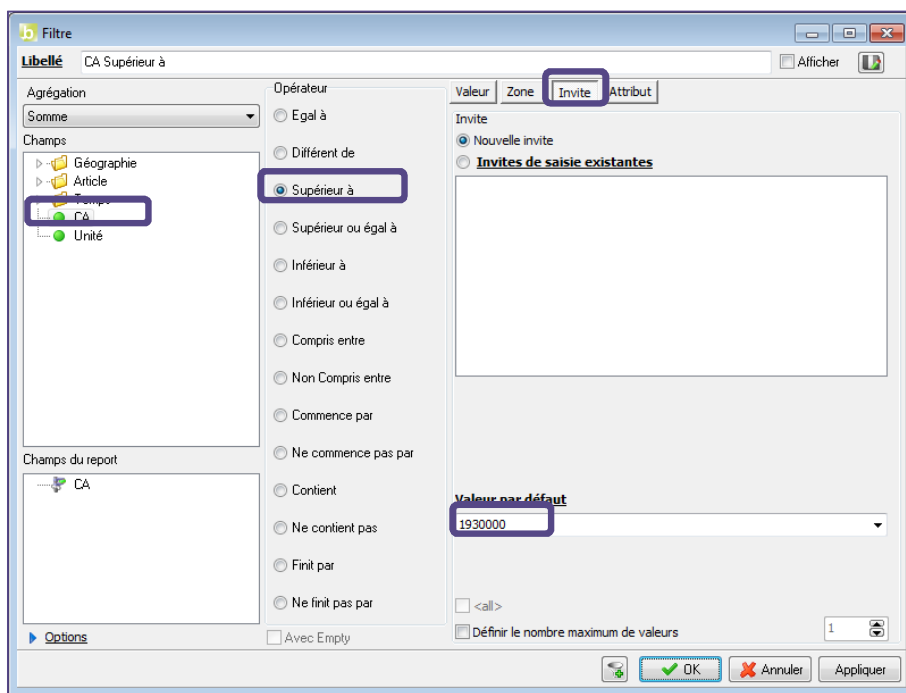 Filtre
Libellé CA Supérieur à Afficher
Agrégation
Somme
Champs
Géographie
Article
Temps
CA
Unité
Champs du report
CA
Options
Opérateur
Egal à
Différent de
Supérieur à
Supérieur ou égal à
Inférieur à
Inférieur ou égal à
Compris entre
Non Compris entre
Commence par
Ne commence pas par
Contient
Ne contient pas
Finit par
Ne finit pas par
Avec Empty
Valeur Zone Invite Attribut
Invite
Nouvelle invite
Invites de saisie existantes
Valeur par défaut
1930000
<all>
Définir le nombre maximum de valeurs 1
OK Annuler Appliquer